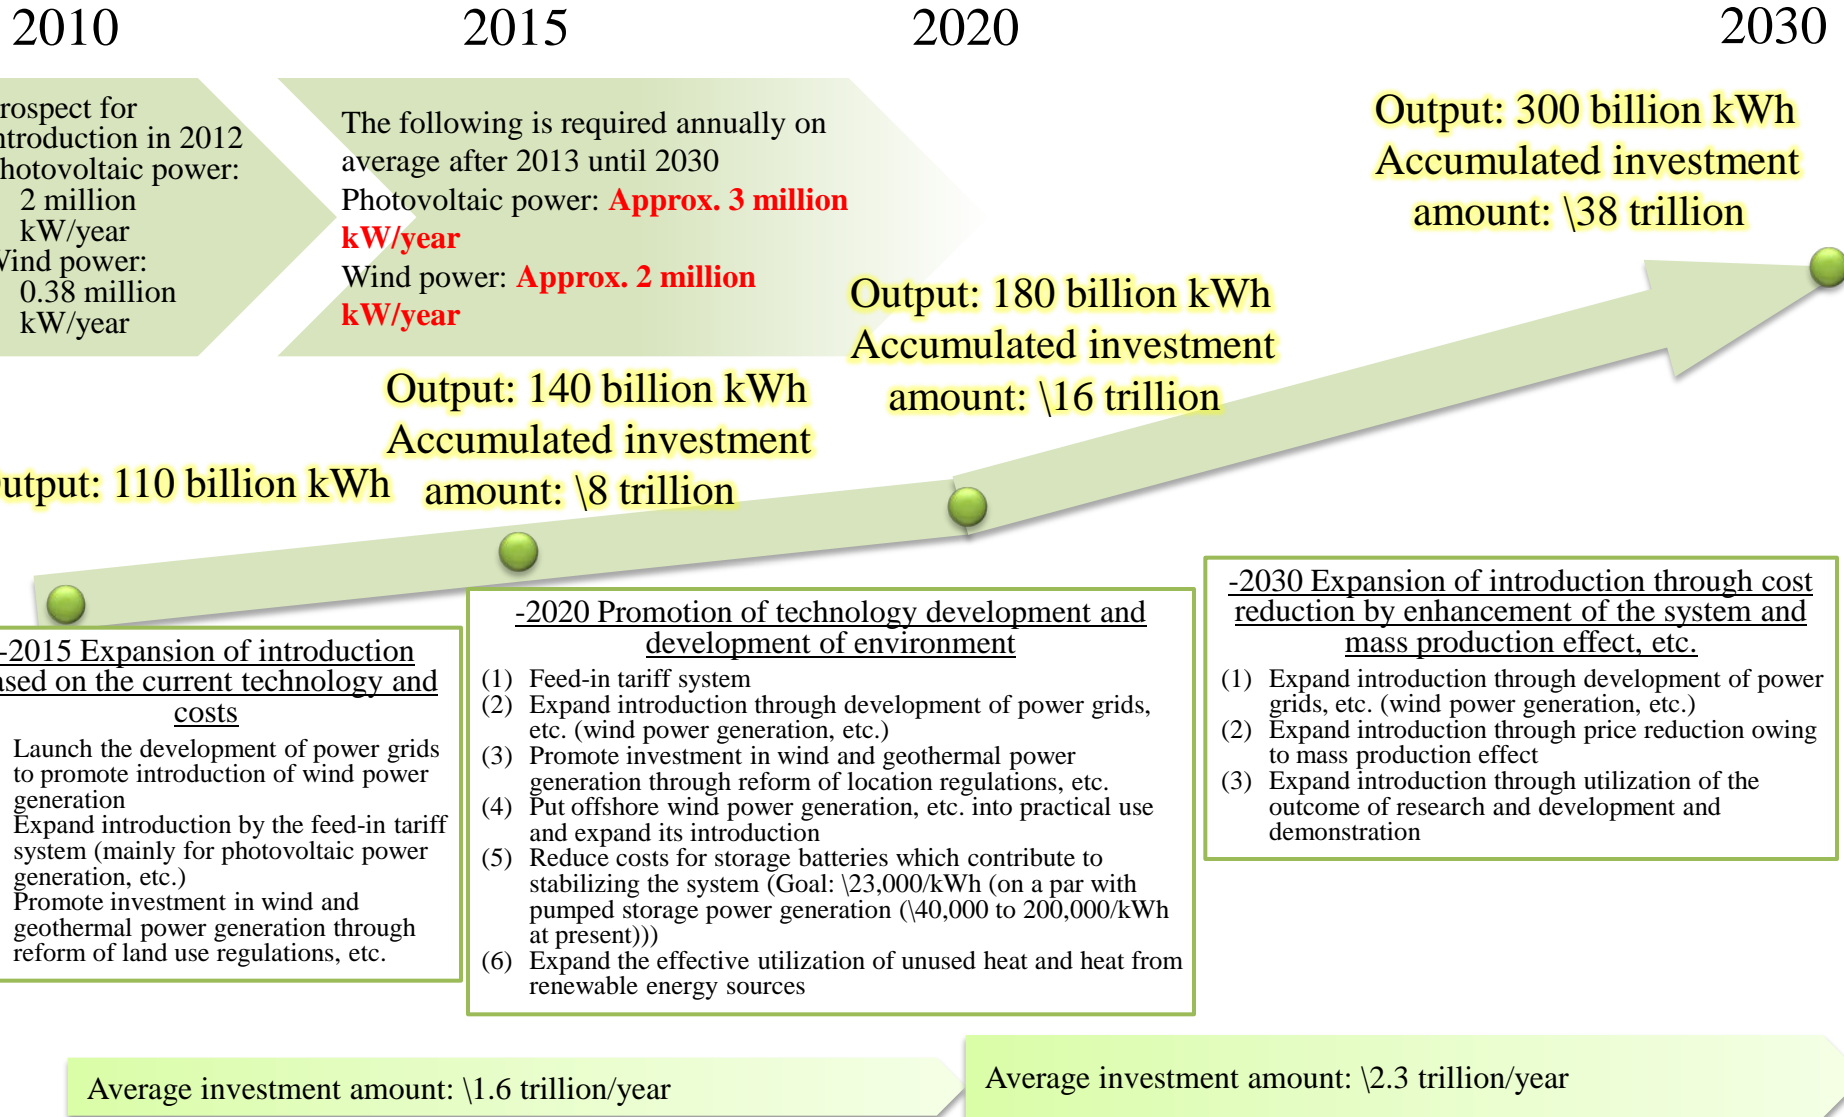 2010
2015
2020
2030
rospect for
ntroduction in 2012
hotovoltaic power:
2 million
kW/year
Wind power:
0.38 million
kW/year
The following is required annually on
average after 2013 until 2030
Photovoltaic power: Approx. 3 million
kW/year
Wind power: Approx. 2 million
kW/year
Output: 300 billion kWh
Accumulated investment
amount: \38 trillion
Output: 180 billion kWh
Accumulated investment
amount: \16 trillion
Output: 140 billion kWh
Accumulated investment
amount: \8 trillion
Output: 110 billion kWh
-2015 Expansion of introduction
ased on the current technology and
costs
Launch the development of power grids
to promote introduction of wind power
generation
Expand introduction by the feed-in tariff
system (mainly for photovoltaic power
generation, etc.)
Promote investment in wind and
geothermal power generation through
reform of land use regulations, etc.
-2020 Promotion of technology development and
development of environment
(1) Feed-in tariff system
(2) Expand introduction through development of power grids,
etc. (wind power generation, etc.)
(3) Promote investment in wind and geothermal power
generation through reform of location regulations, etc.
(4) Put offshore wind power generation, etc. into practical use
and expand its introduction
(5) Reduce costs for storage batteries which contribute to
stabilizing the system (Goal: \23,000/kWh (on a par with
pumped storage power generation (\40,000 to 200,000/kWh
at present)))
(6) Expand the effective utilization of unused heat and heat from
renewable energy sources
-2030 Expansion of introduction through cost
reduction by enhancement of the system and
mass production effect, etc.
(1) Expand introduction through development of power
grids, etc. (wind power generation, etc.)
(2) Expand introduction through price reduction owing
to mass production effect
(3) Expand introduction through utilization of the
outcome of research and development and
demonstration
Average investment amount: \1.6 trillion/year
Average investment amount: \2.3 trillion/year